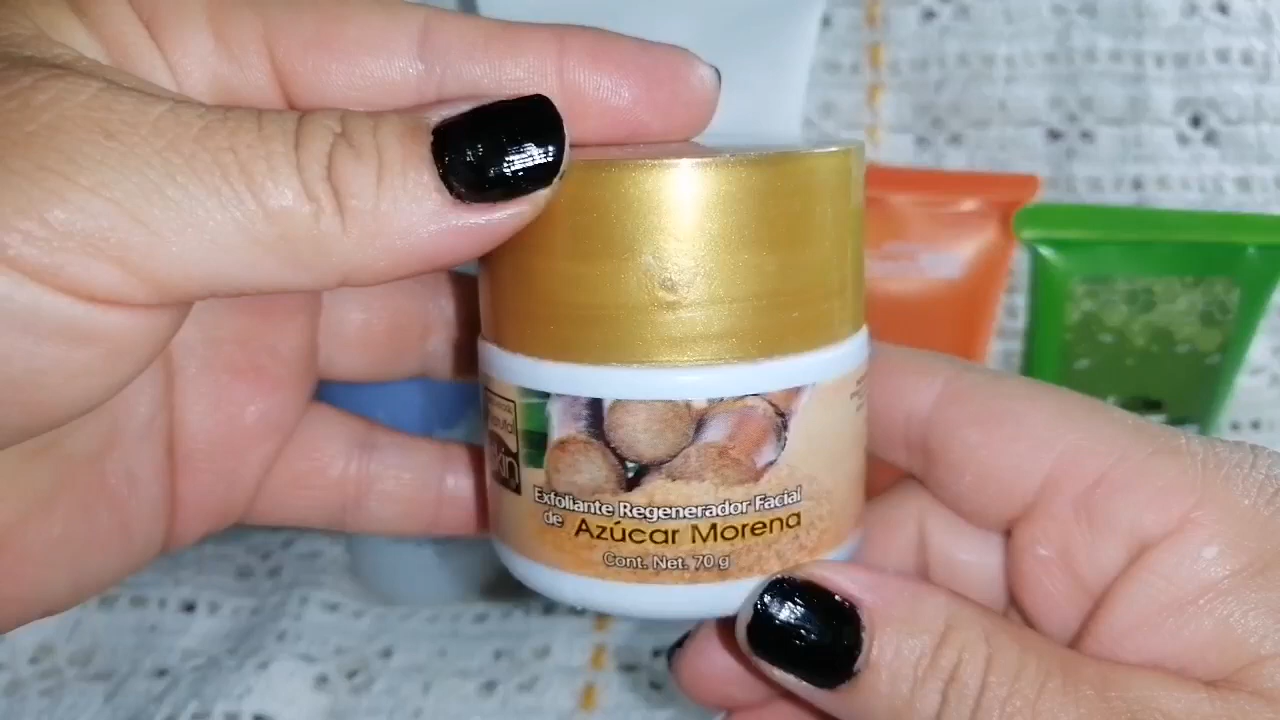 Exfoliante Regenerador Facial
de Azúcar Morena
Cont. Net. 70 g